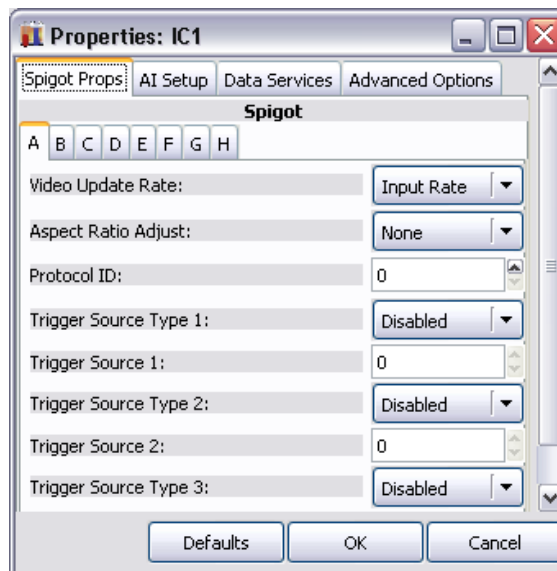 Properties: IC1
Spigot Props AI Setup Data Services Advanced Options
Spigot
A B C D E F G H
Video Update Rate: Input Rate
Aspect Ratio Adjust: None
Protocol ID: 0
Trigger Source Type 1: Disabled
Trigger Source 1: 0
Trigger Source Type 2: Disabled
Trigger Source 2: 0
Trigger Source Type 3: Disabled
Defaults OK Cancel